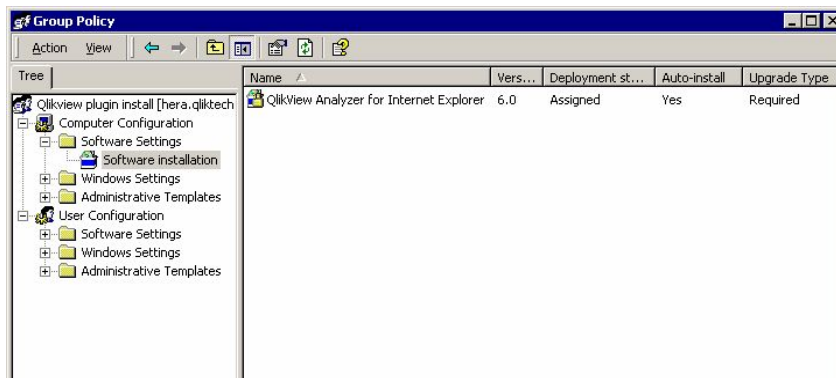 Group Policy
Action View
Tree
Name Vers... Deployment st... Auto-install Upgrade Type
Qlikview plugin install [hera.qliktech
QlikView Analyzer for Internet Explorer 6.0 Assigned Yes Required
Computer Configuration
Software Settings
Software installation
Windows Settings
Administrative Templates
User Configuration
Software Settings
Windows Settings
Administrative Templates